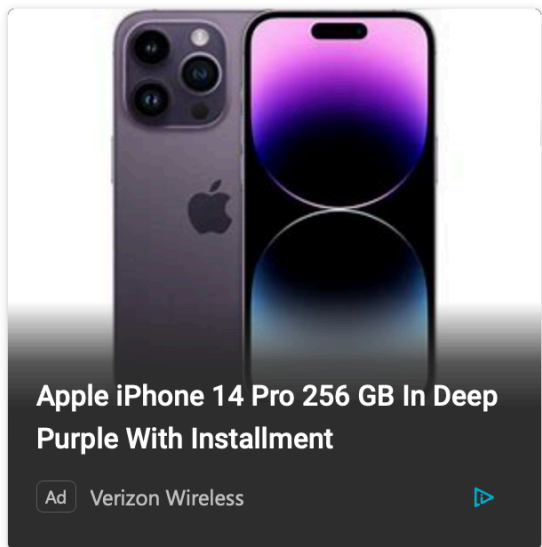 Apple iPhone 14 Pro 256 GB In Deep
Purple With Installment
Ad
Verizon Wireless